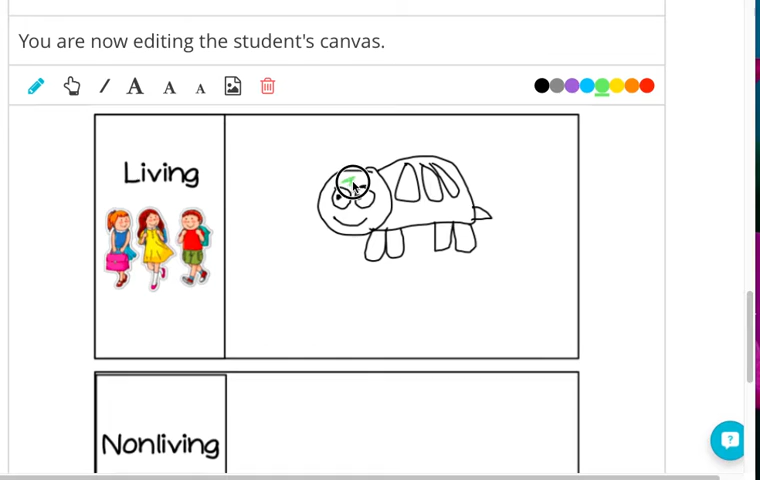 You are now editing the student's canvas.
A A A
Living
Nonliving
?